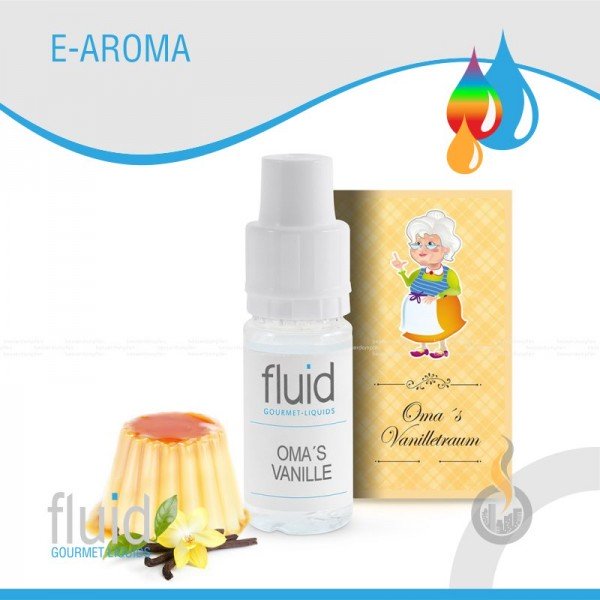 E-AROMA
fluid
GOURMET-LIQUIDS
OMA´S
VANILLE
Oma ´s
Vanilletraum
fluid
GOURMET LIQUIDS